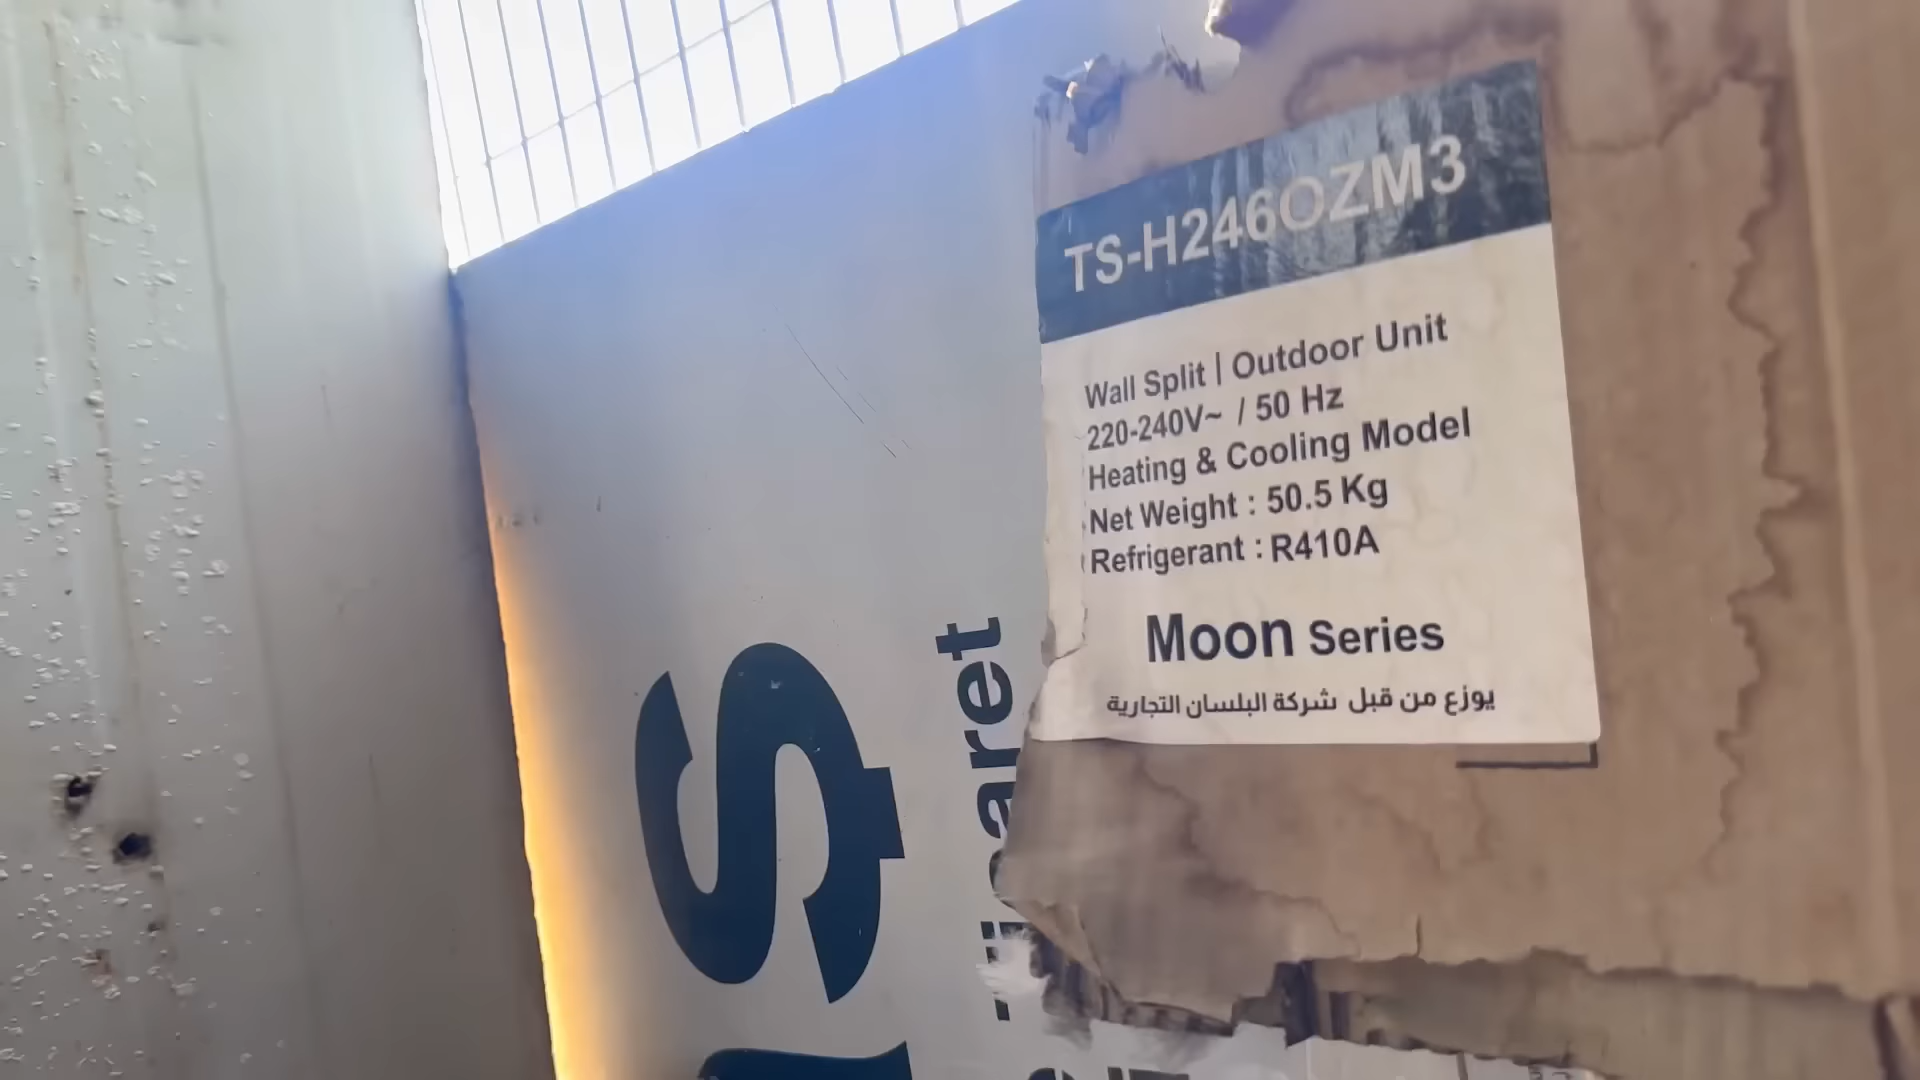 TS-H246OZM3
Wall Split | Outdoor Unit
220-240V~ / 50 Hz
Heating & Cooling Model
Net Weight : 50.5 Kg
Refrigerant : R410A
Moon Series
يوزع من قبل شركة البلسان التجارية
Ş
Ticaret